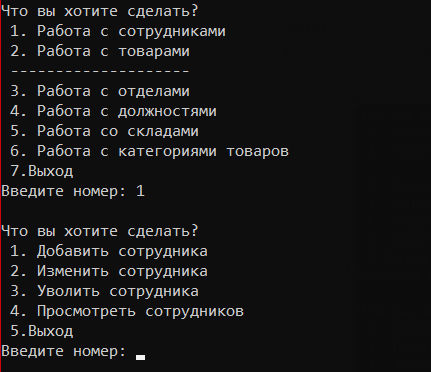 Что вы хотите сделать?
1. Работа с сотрудниками
2. Работа с товарами
--------------------
3. Работа с отделами
4. Работа с должностями
5. Работа со складами
6. Работа с категориями товаров
7.Выход
Введите номер: 1
Что вы хотите сделать?
1. Добавить сотрудника
2. Изменить сотрудника
3. Уволить сотрудника
4. Просмотреть сотрудников
5.Выход
Введите номер: